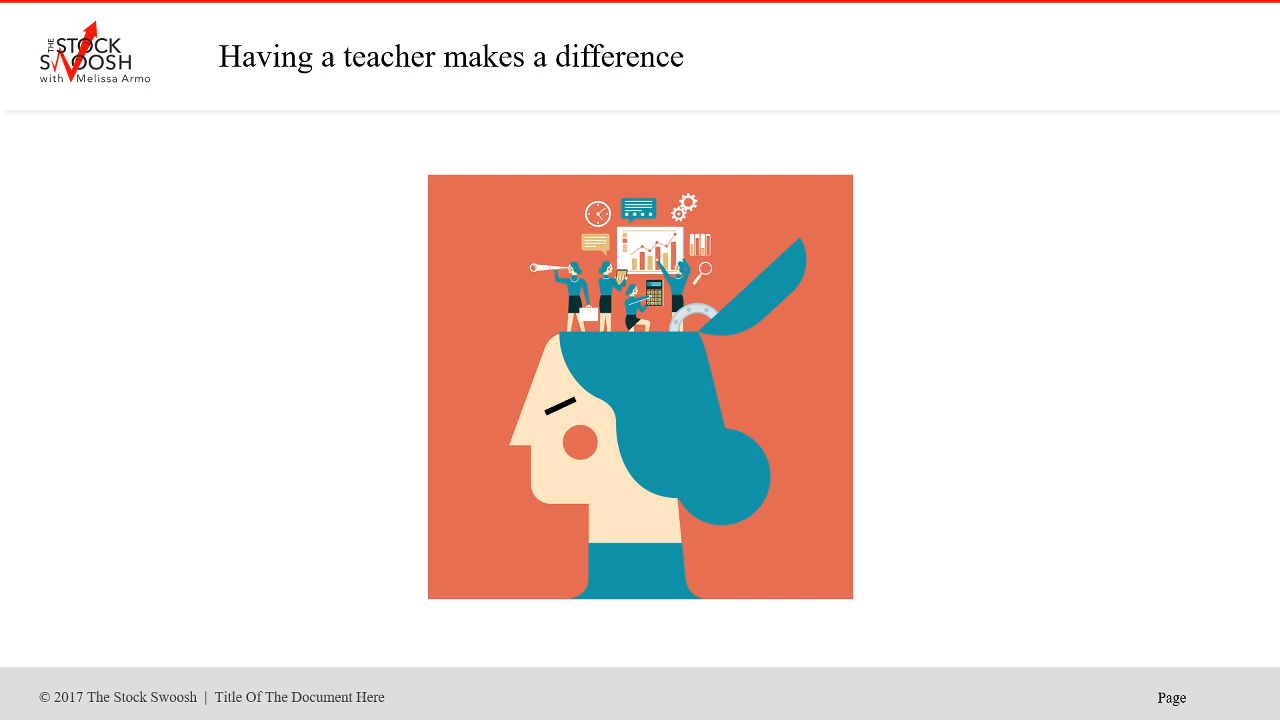 THE STOCK
SWOOSH
with Melissa Armo
Having a teacher makes a difference
© 2017 The Stock Swoosh | Title Of The Document Here
Page